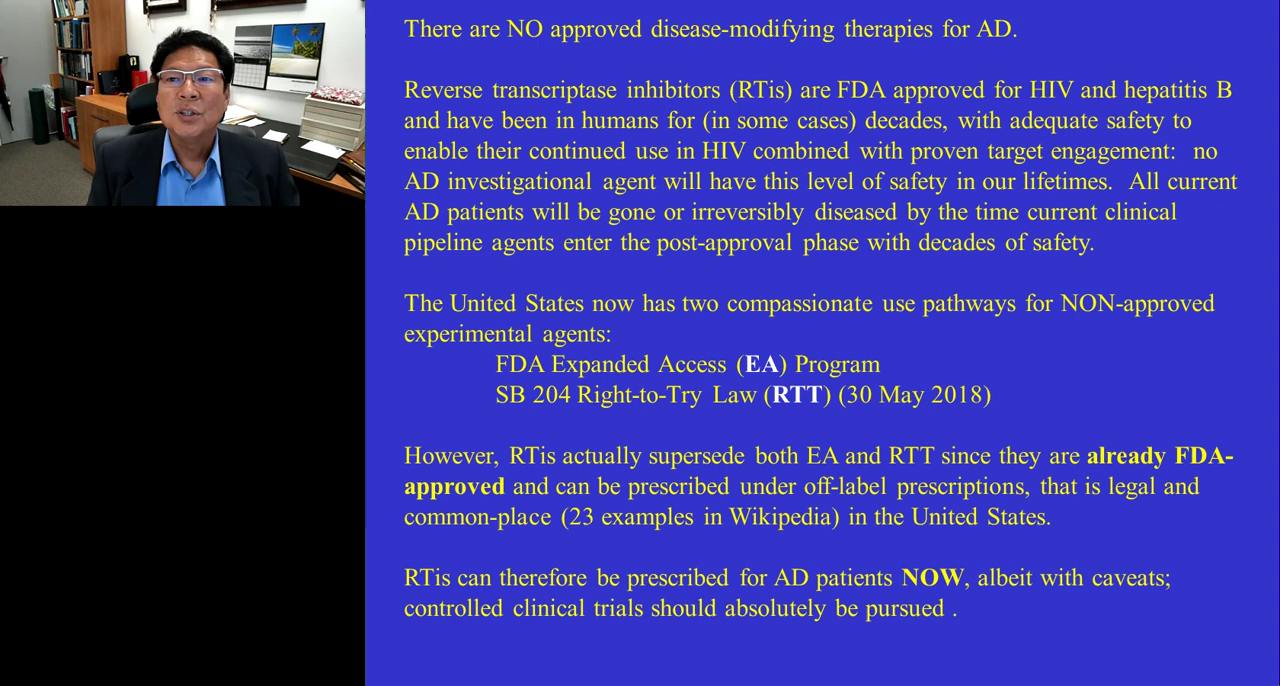 There are NO approved disease-modifying therapies for AD.
Reverse transcriptase inhibitors (RTis) are FDA approved for HIV and hepatitis B
and have been in humans for (in some cases) decades, with adequate safety to
enable their continued use in HIV combined with proven target engagement: no
AD investigational agent will have this level of safety in our lifetimes. All current
AD patients will be gone or irreversibly diseased by the time current clinical
pipeline agents enter the post-approval phase with decades of safety.
The United States now has two compassionate use pathways for NON-approved
experimental agents:
FDA Expanded Access (EA) Program
SB 204 Right-to-Try Law (RTT) (30 May 2018)
However, RTis actually supersede both EA and RTT since they are already FDA-
approved and can be prescribed under off-label prescriptions, that is legal and
common-place (23 examples in Wikipedia) in the United States.
RTis can therefore be prescribed for AD patients NOW, albeit with caveats;
controlled clinical trials should absolutely be pursued .